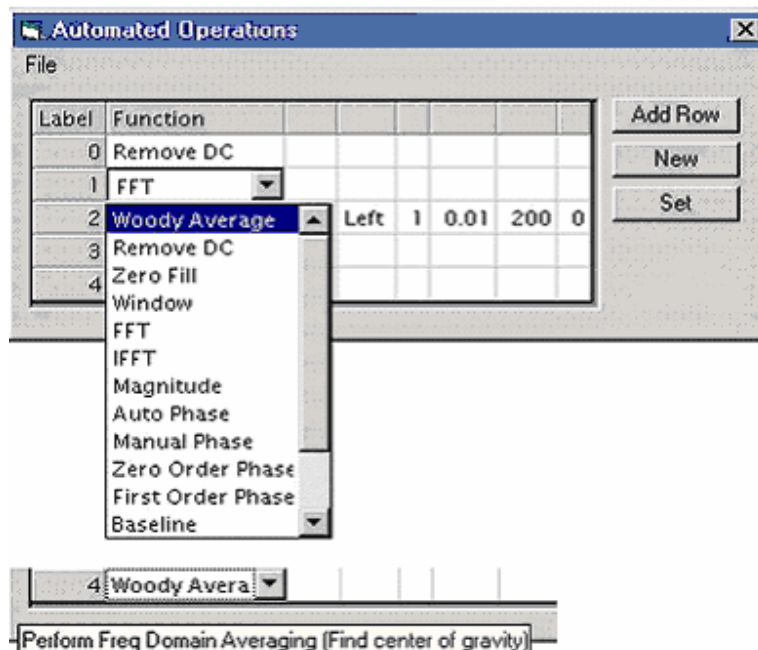 Automated Operations
File
Label Function
0 Remove DC
1 FFT
2 Woody Average Left 1 0.01 200 0
3 Remove DC
4 Zero Fill
Window
FFT
IFFT
Magnitude
Auto Phase
Manual Phase
Zero Order Phase
First Order Phase
Baseline
Add Row
New
Set
4 Woody Avera
Perform Freq Domain Averaging (Find center of gravity)